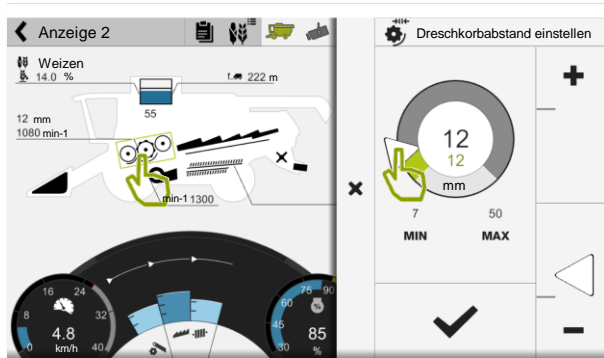 Anzeige 2
Dreschkorbabstand einstellen
Weizen
14.0 %
222 m
55
12 mm
1080 min-1
min-1 1300
12
12
mm
7
50
MIN
MAX
0
8
16
24
32
40
4.8
km/h
30
45
60
75
90
85
%
%